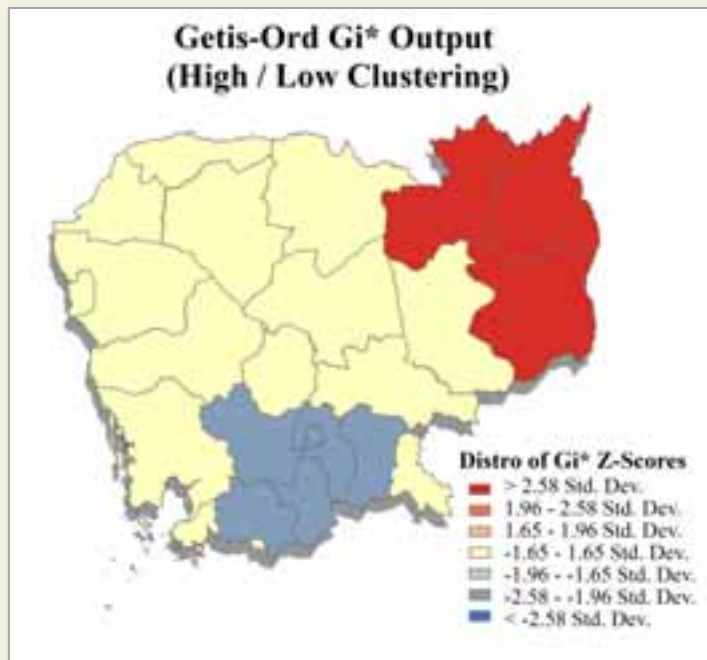 Getis-Ord Gi* Output
(High / Low Clustering)
Distro of Gi* Z-Scores
> 2.58 Std. Dev.
1.96 - 2.58 Std. Dev.
1.65 - 1.96 Std. Dev.
-1.65 - 1.65 Std. Dev.
-1.96 - -1.65 Std. Dev.
-2.58 - -1.96 Std. Dev.
< -2.58 Std. Dev.